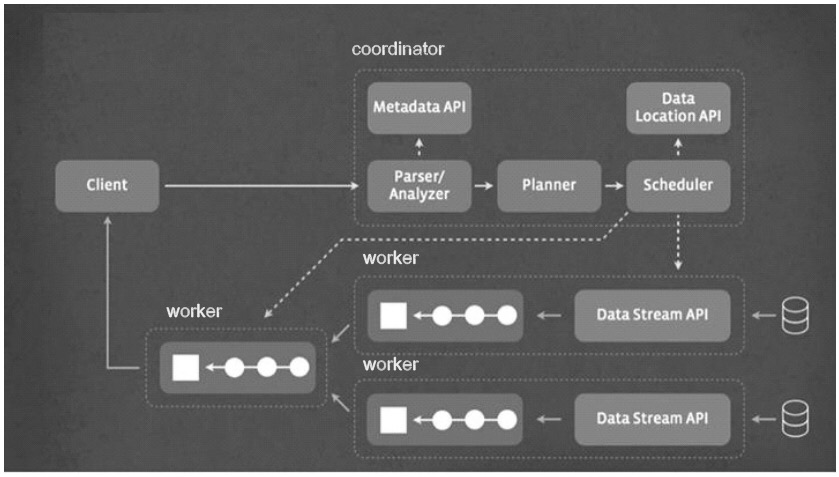 coordinator
Metadata API
Data
Location API
Client
Parser/
Analyzer
Planner
Scheduler
worker
Data Stream API
worker
worker
Data Stream API